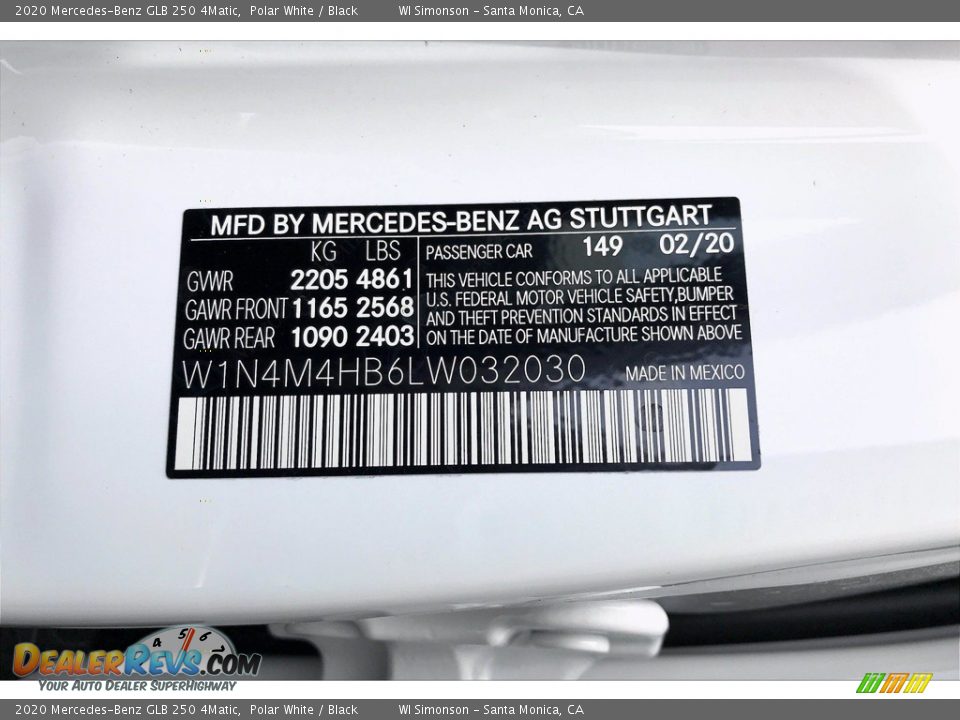 2020 Mercedes-Benz GLB 250 4Matic, Polar White / Black WI Simonson - Santa Monica, CA
MFD BY MERCEDES-BENZ AG STUTTGART
KG LBS
GVWR 2205 4861
GAWR FRONT 1165 2568
GAWR REAR 1090 2403
PASSENGER CAR 149 02/20
THIS VEHICLE CONFORMS TO ALL APPLICABLE
U.S. FEDERAL MOTOR VEHICLE SAFETY,BUMPER
AND THEFT PREVENTION STANDARDS IN EFFECT
ON THE DATE OF MANUFACTURE SHOWN ABOVE
W1N4M4HB6LW032030 MADE IN MEXICO
4 5 6
DEALERREVS.COM
YOUR AUTO DEALER SUPERHIGHWAY
2020 Mercedes-Benz GLB 250 4Matic, Polar White / Black WI Simonson - Santa Monica, CA